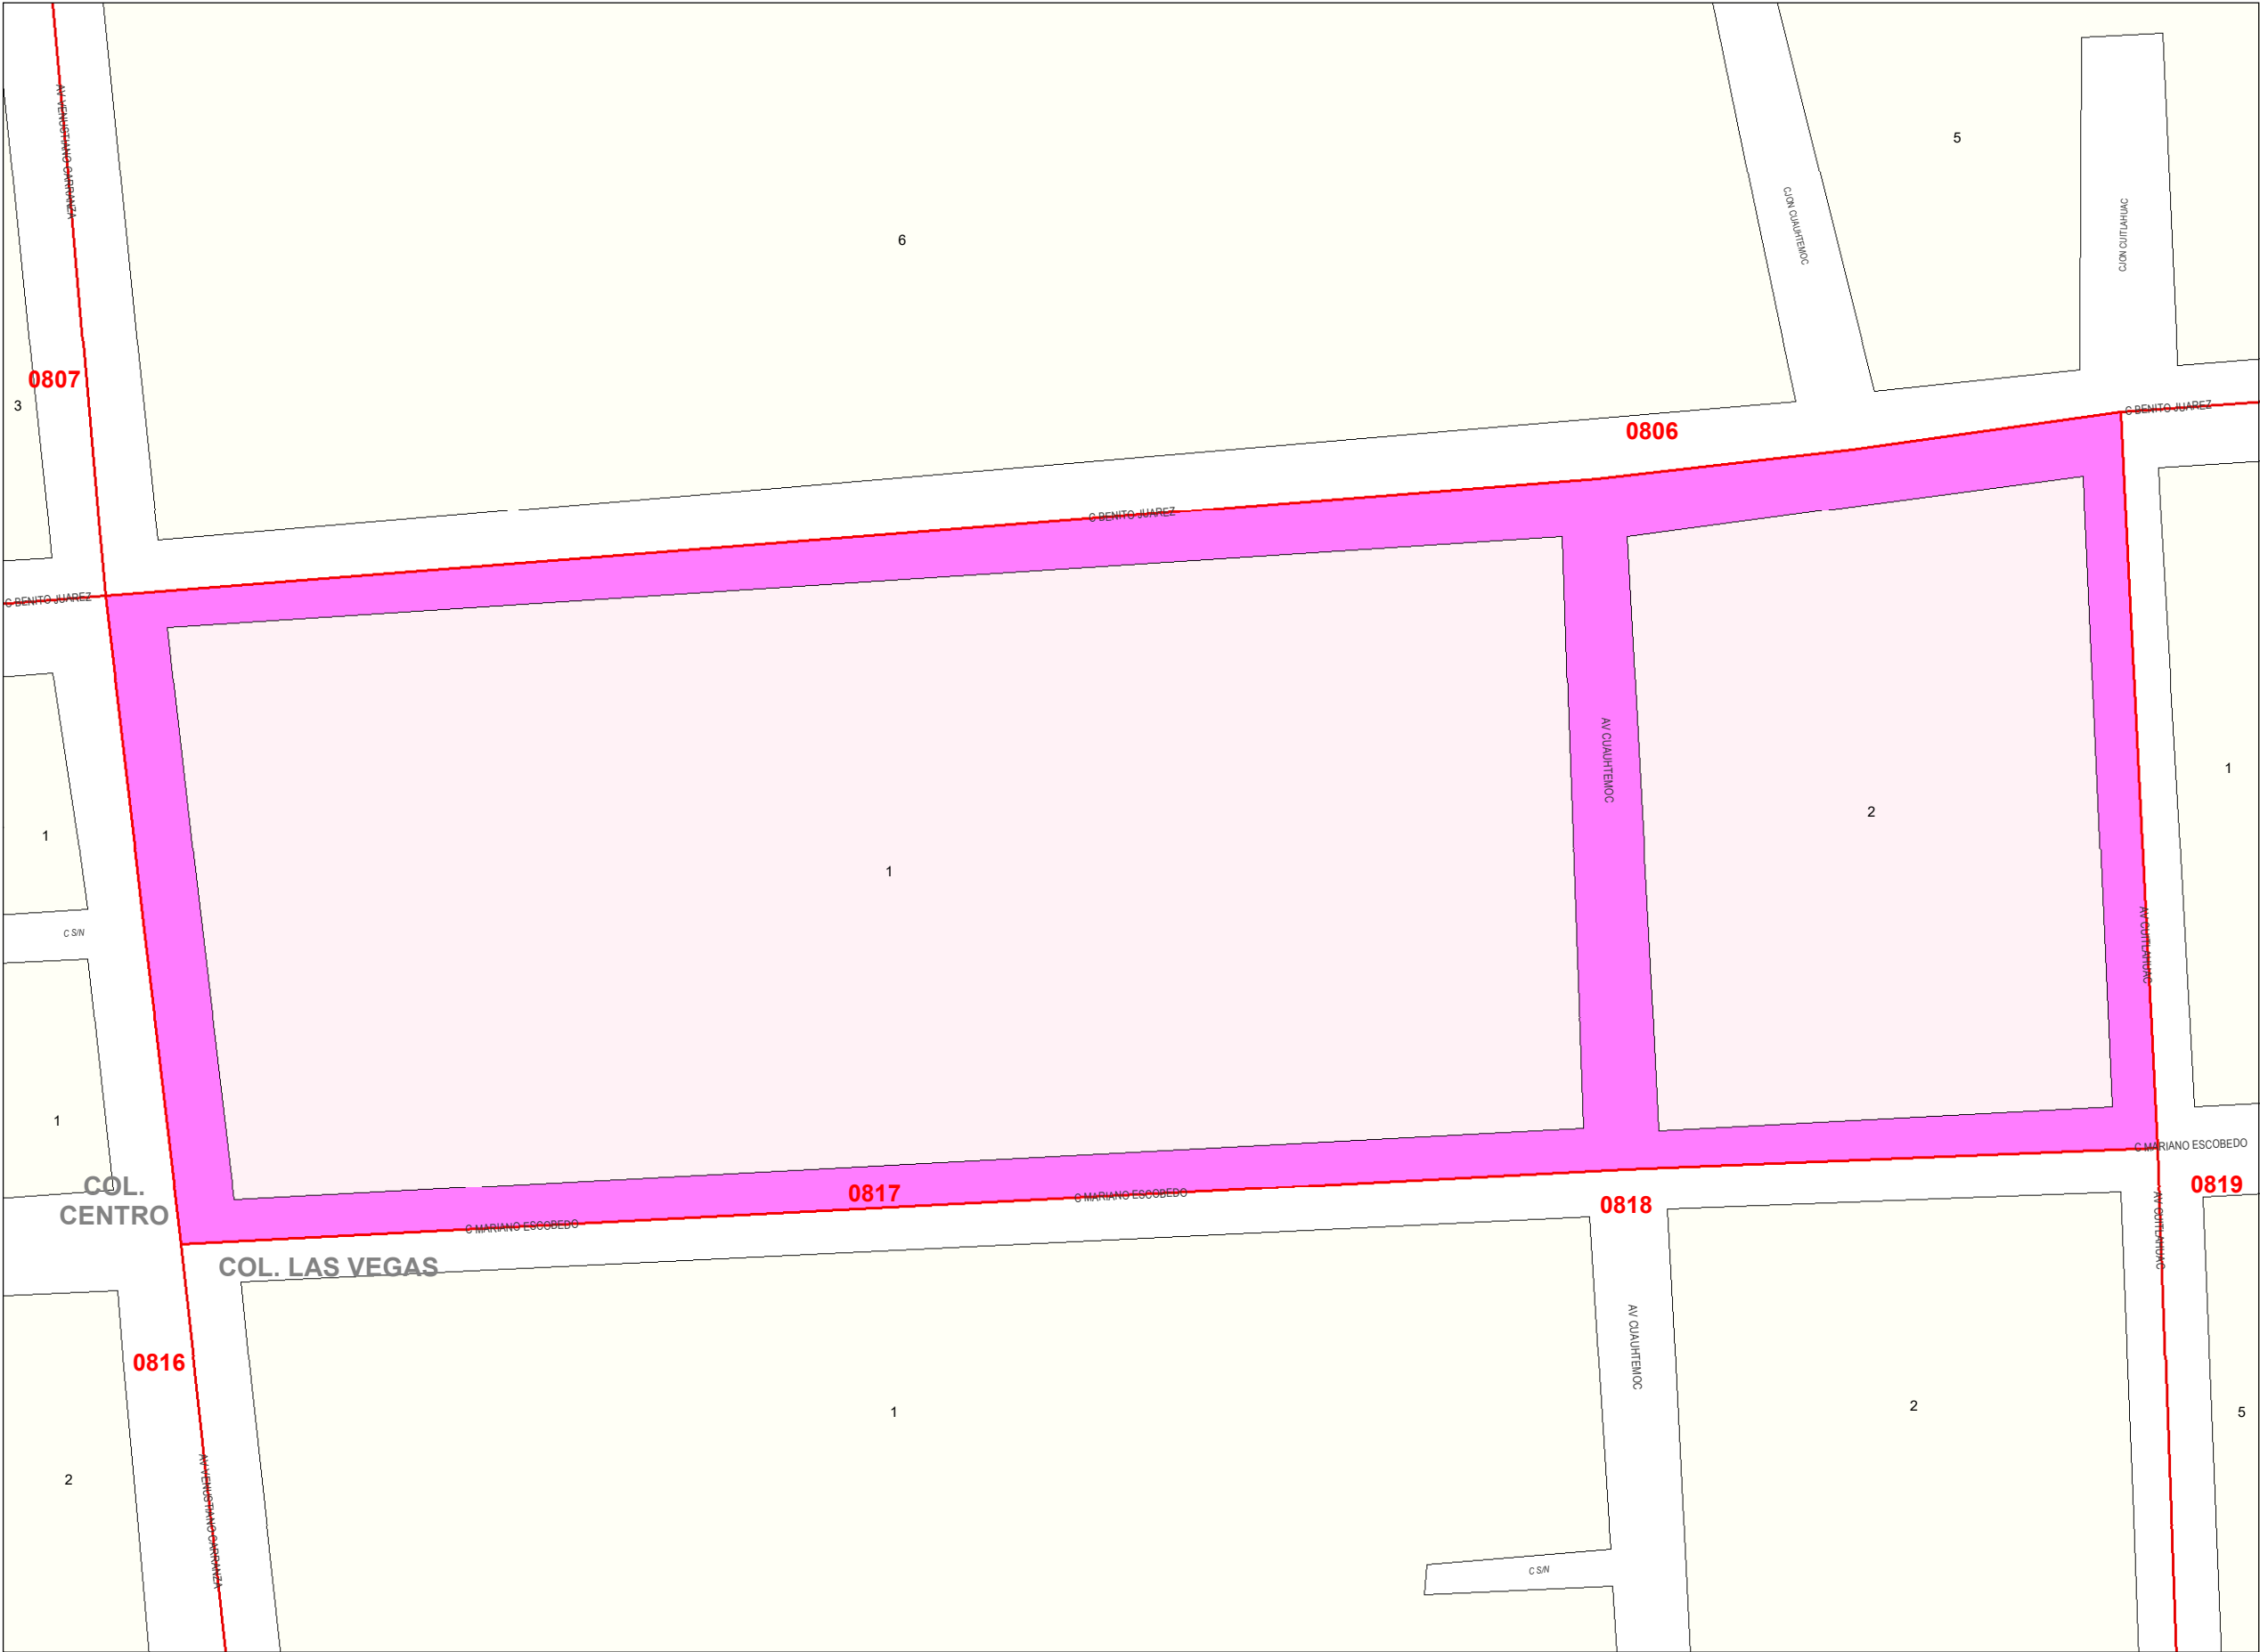 AV VENUSTIANO CARRANZA
5
CJON CUAUHTEMOC
CJON CUITLAHUAC
6
0807
3
C BENITO JUAREZ
0806
C BENITO JUAREZ
C BENITO JUAREZ
AV CUAUHTEMOC
1
2
1
1
C S/N
AV CUITLAHUAC
1
C MARIANO ESCOBEDO
COL.
CENTRO
0817
C MARIANO ESCOBEDO
0818
0819
C MARIANO ESCOBEDO
AV CUITLAHUAC
COL. LAS VEGAS
0816
AV CUAUHTEMOC
1
2
5
2
AV VENUSTIANO CARRANZA
C S/N